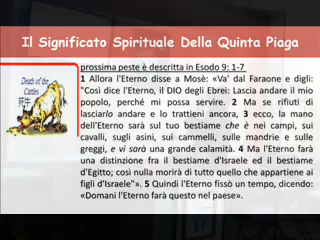 Il Significato Spirituale Della Quinta Piaga
Death of the
Cattles
prossima peste è descritta in Esodo 9: 1-7
1 Allora l'Eterno disse a Mosè: «Va' dal Faraone e digli:
"Così dice l'Eterno, il DIO degli Ebrei: Lascia andare il mio
popolo, perché mi possa servire. 2 Ma se rifiuti di
lasciarlo andare e lo trattieni ancora, 3 ecco, la mano
dell'Eterno sarà sul tuo bestiame che è nei campi, sui
cavalli, sugli asini, sui cammelli, sulle mandrie e sulle
greggi, e vi sarà una grande calamità. 4 Ma l'Eterno farà
una distinzione fra il bestiame d'Israele ed il bestiame
d'Egitto; così nulla morirà di tutto quello che appartiene ai
figli d'Israele"». 5 Quindi l'Eterno fissò un tempo, dicendo:
«Domani l'Eterno farà questo nel paese».